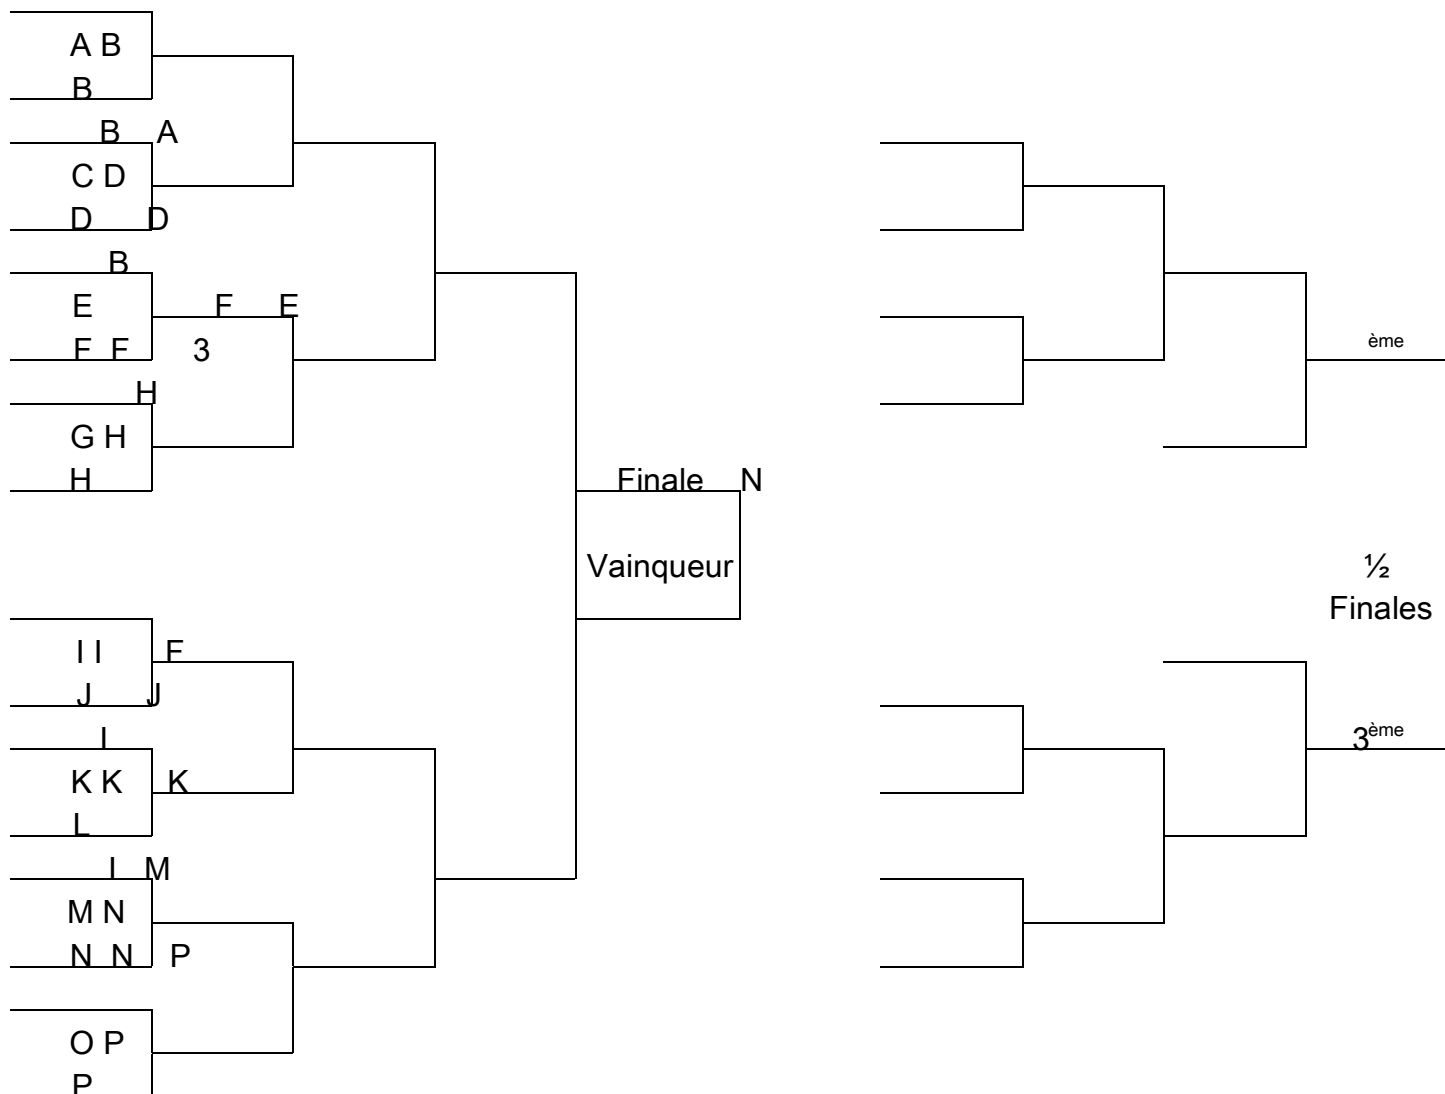 A B
B
B A
C D
D D
B
E F E
F F 3 ème
H
G H
H Finale N
Vainqueur ½
Finales
I I F
J J
I 3ème
K K K
L
I M
M N
N N P
O P
P